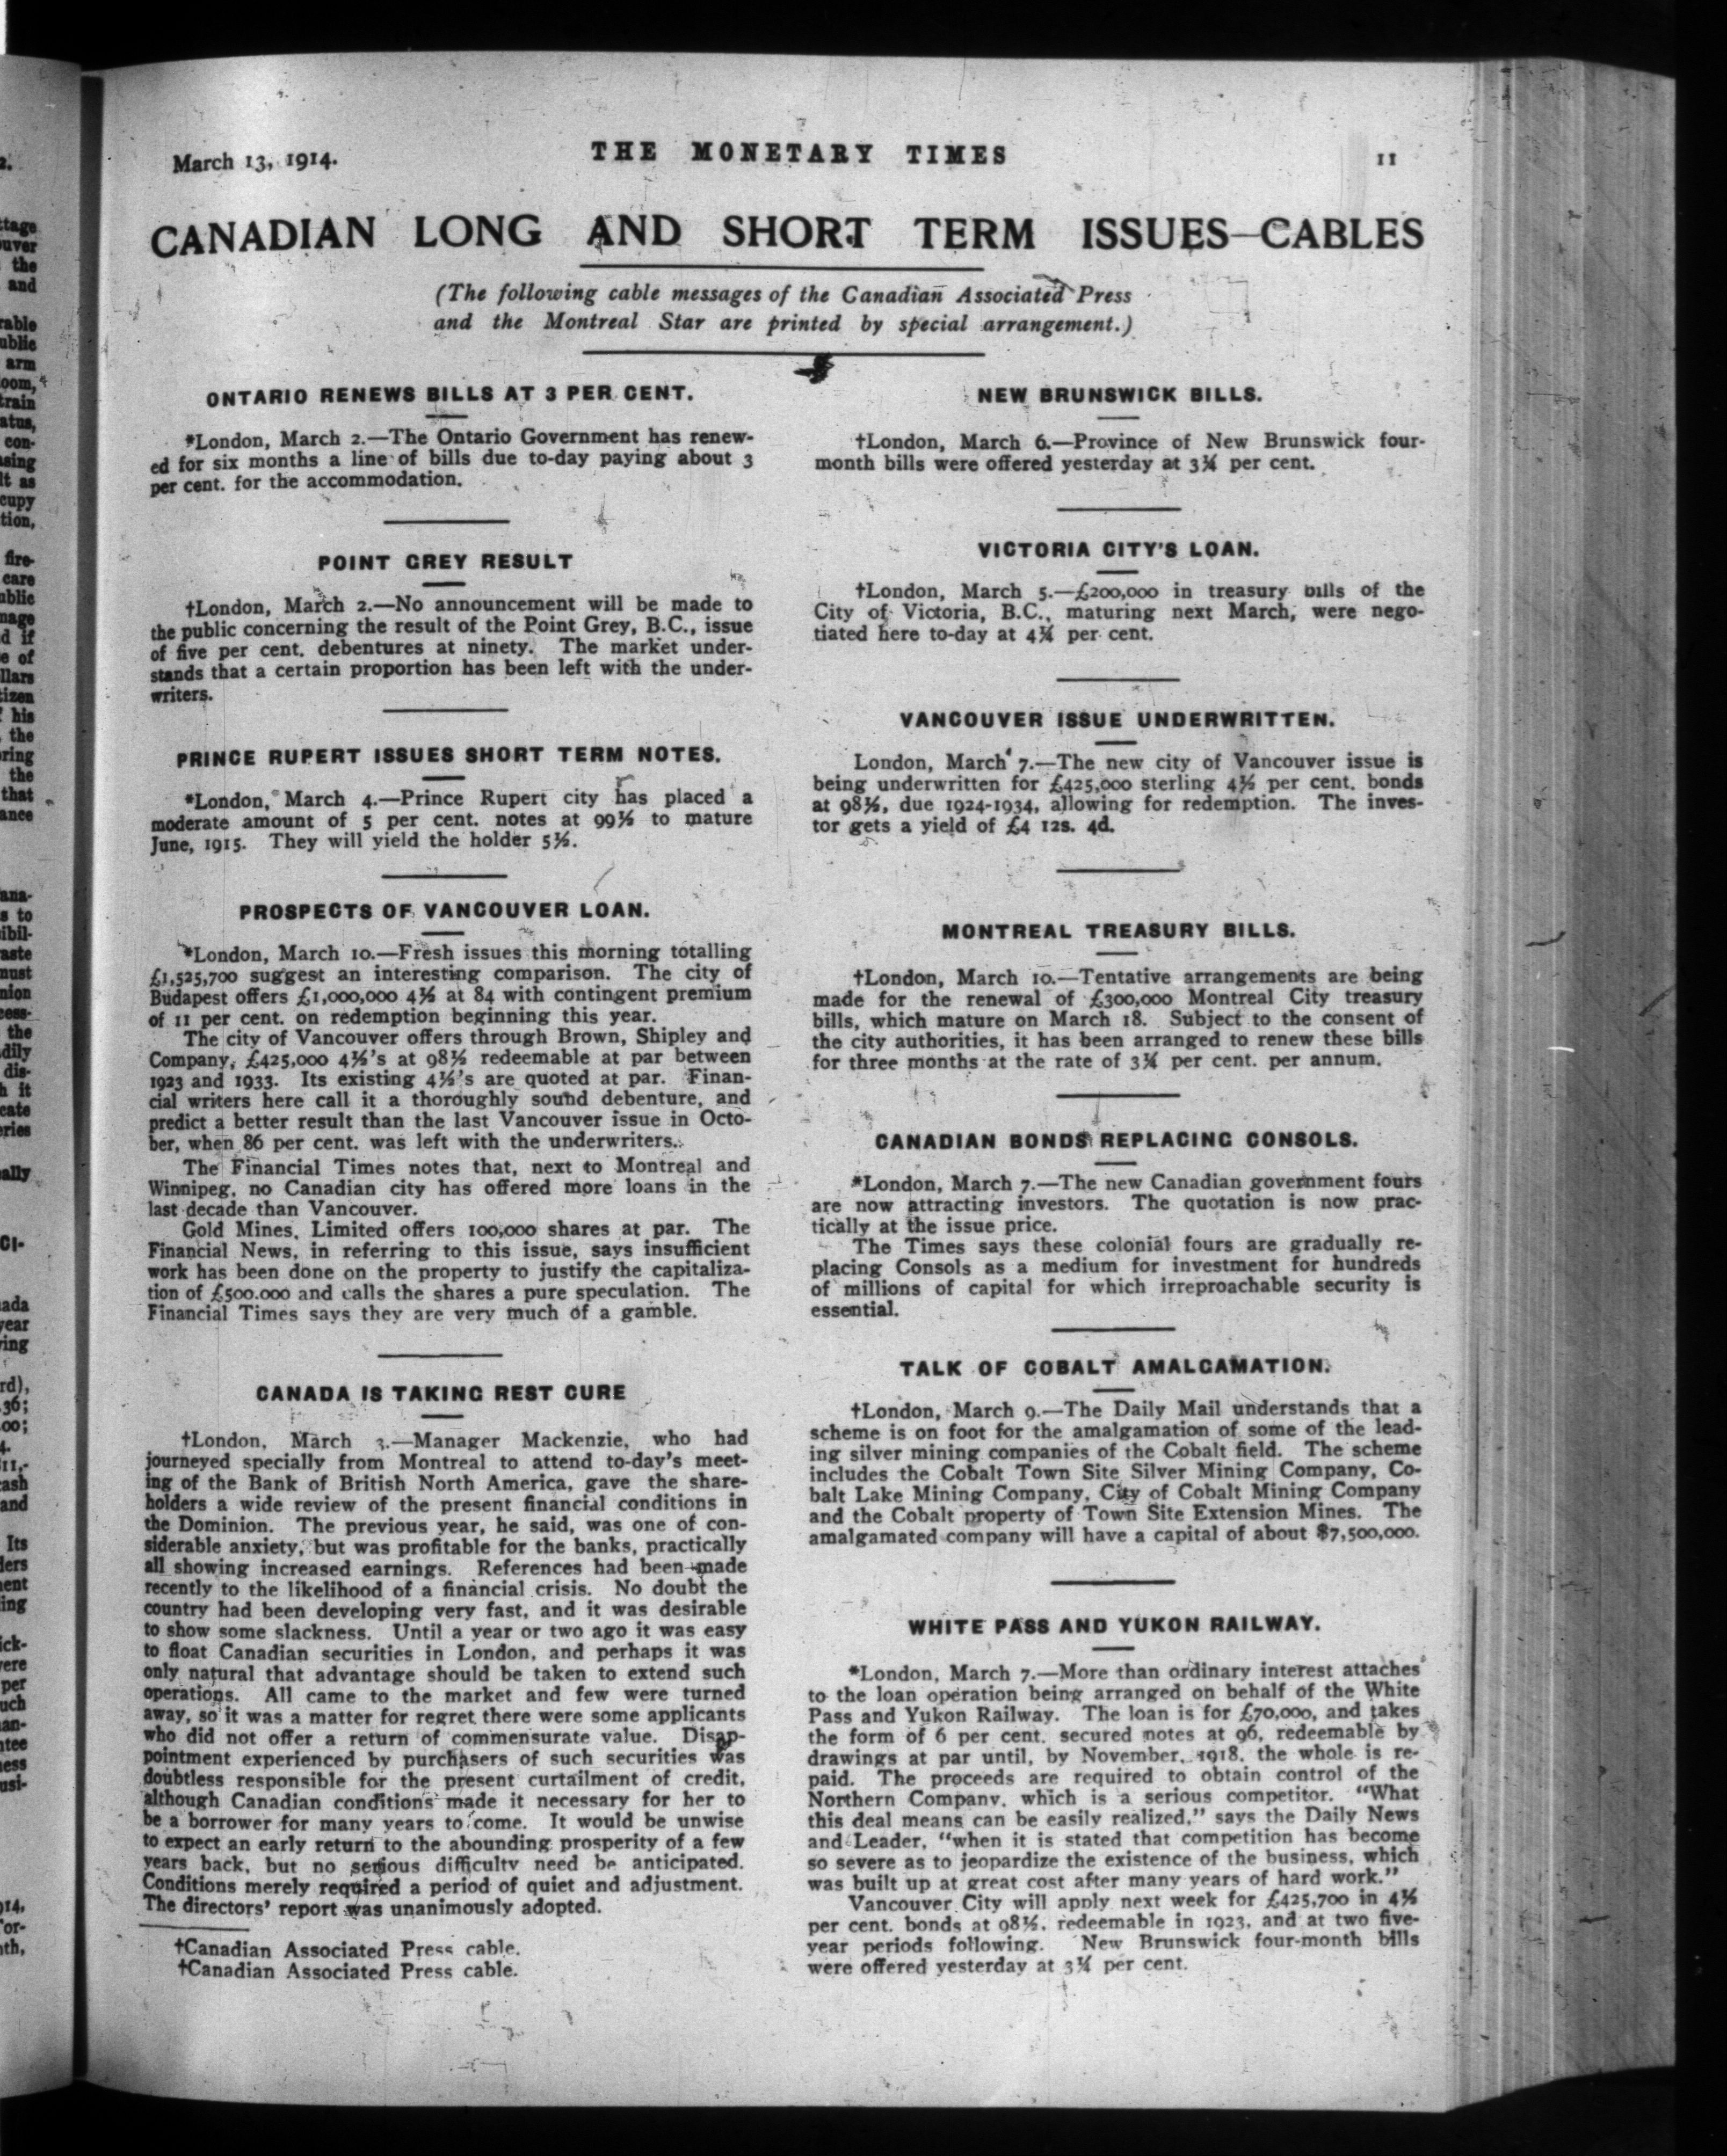 March 13, 1914.
THE MONETARY TIMES
11
CANADIAN LONG AND SHORT TERM ISSUES—CABLES
(The following cable messages of the Canadian Associated Press
and the Montreal Star are printed by special arrangement.)
ONTARIO RENEWS BILLS AT 3 PER CENT.
*London, March 2.—The Ontario Government has renew-
ed for six months a line of bills due to-day paying about 3
per cent. for the accommodation.
POINT GREY RESULT
†London, March 2.—No announcement will be made to
the public concerning the result of the Point Grey, B.C., issue
of five per cent. debentures at ninety. The market under-
stands that a certain proportion has been left with the under-
writers.
PRINCE RUPERT ISSUES SHORT TERM NOTES.
*London, March 4.—Prince Rupert city has placed a
moderate amount of 5 per cent. notes at 99½ to mature
June, 1915. They will yield the holder 5½.
PROSPECTS OF VANCOUVER LOAN.
*London, March 10.—Fresh issues this morning totalling
£1,525,700 suggest an interesting comparison. The city of
Budapest offers £1,000,000 4½ at 84 with contingent premium
of 11 per cent. on redemption beginning this year.
The city of Vancouver offers through Brown, Shipley and
Company, £425,000 4½'s at 98½ redeemable at par between
1923 and 1933. Its existing 4½'s are quoted at par. Finan-
cial writers here call it a thoroughly sound debenture, and
predict a better result than the last Vancouver issue in Octo-
ber, when 86 per cent. was left with the underwriters.
The Financial Times notes that, next to Montreal and
Winnipeg, no Canadian city has offered more loans in the
last decade than Vancouver.
Gold Mines, Limited offers 100,000 shares at par. The
Financial News, in referring to this issue, says insufficient
work has been done on the property to justify the capitaliza-
tion of £500.000 and calls the shares a pure speculation. The
Financial Times says they are very much of a gamble.
CANADA IS TAKING REST CURE
†London, March 3.—Manager Mackenzie, who had
journeyed specially from Montreal to attend to-day's meet-
ing of the Bank of British North America, gave the share-
holders a wide review of the present financial conditions in
the Dominion. The previous year, he said, was one of con-
siderable anxiety, but was profitable for the banks, practically
all showing increased earnings. References had been made
recently to the likelihood of a financial crisis. No doubt the
country had been developing very fast, and it was desirable
to show some slackness. Until a year or two ago it was easy
to float Canadian securities in London, and perhaps it was
only natural that advantage should be taken to extend such
operations. All came to the market and few were turned
away, so it was a matter for regret there were some applicants
who did not offer a return of commensurate value. Disap-
pointment experienced by purchasers of such securities was
doubtless responsible for the present curtailment of credit,
although Canadian conditions made it necessary for her to
be a borrower for many years to come. It would be unwise
to expect an early return to the abounding prosperity of a few
years back, but no serious difficulty need be anticipated.
Conditions merely required a period of quiet and adjustment.
The directors' report was unanimously adopted.
†Canadian Associated Press cable.
†Canadian Associated Press cable.
NEW BRUNSWICK BILLS.
†London, March 6.—Province of New Brunswick four-
month bills were offered yesterday at 3¼ per cent.
VICTORIA CITY'S LOAN.
†London, March 5.—£200,000 in treasury bills of the
City of Victoria, B.C., maturing next March, were nego-
tiated here to-day at 4¼ per cent.
VANCOUVER ISSUE UNDERWRITTEN.
London, March 7.—The new city of Vancouver issue is
being underwritten for £425,000 sterling 4½ per cent. bonds
at 98½, due 1924-1934, allowing for redemption. The inves-
tor gets a yield of £4 12s. 4d.
MONTREAL TREASURY BILLS.
†London, March 10.—Tentative arrangements are being
made for the renewal of £300,000 Montreal City treasury
bills, which mature on March 18. Subject to the consent of
the city authorities, it has been arranged to renew these bills
for three months at the rate of 3¼ per cent. per annum.
CANADIAN BONDS REPLACING CONSOLS.
*London, March 7.—The new Canadian government fours
are now attracting investors. The quotation is now prac-
tically at the issue price.
The Times says these colonial fours are gradually re-
placing Consols as a medium for investment for hundreds
of millions of capital for which irreproachable security is
essential.
TALK OF COBALT AMALGAMATION.
†London, March 9.—The Daily Mail understands that a
scheme is on foot for the amalgamation of some of the lead-
ing silver mining companies of the Cobalt field. The scheme
includes the Cobalt Town Site Silver Mining Company, Co-
balt Lake Mining Company, City of Cobalt Mining Company
and the Cobalt property of Town Site Extension Mines. The
amalgamated company will have a capital of about $7,500,000.
WHITE PASS AND YUKON RAILWAY.
*London, March 7.—More than ordinary interest attaches
to the loan operation being arranged on behalf of the White
Pass and Yukon Railway. The loan is for £70,000, and takes
the form of 6 per cent. secured notes at 96, redeemable by
drawings at par until, by November, 1918, the whole is re-
paid. The proceeds are required to obtain control of the
Northern Company, which is a serious competitor. "What
this deal means can be easily realized," says the Daily News
and Leader, "when it is stated that competition has become
so severe as to jeopardize the existence of the business, which
was built up at great cost after many years of hard work."
Vancouver City will apply next week for £425,700 in 4½
per cent. bonds at 98½, redeemable in 1923, and at two five-
year periods following. New Brunswick four-month bills
were offered yesterday at 3¼ per cent.